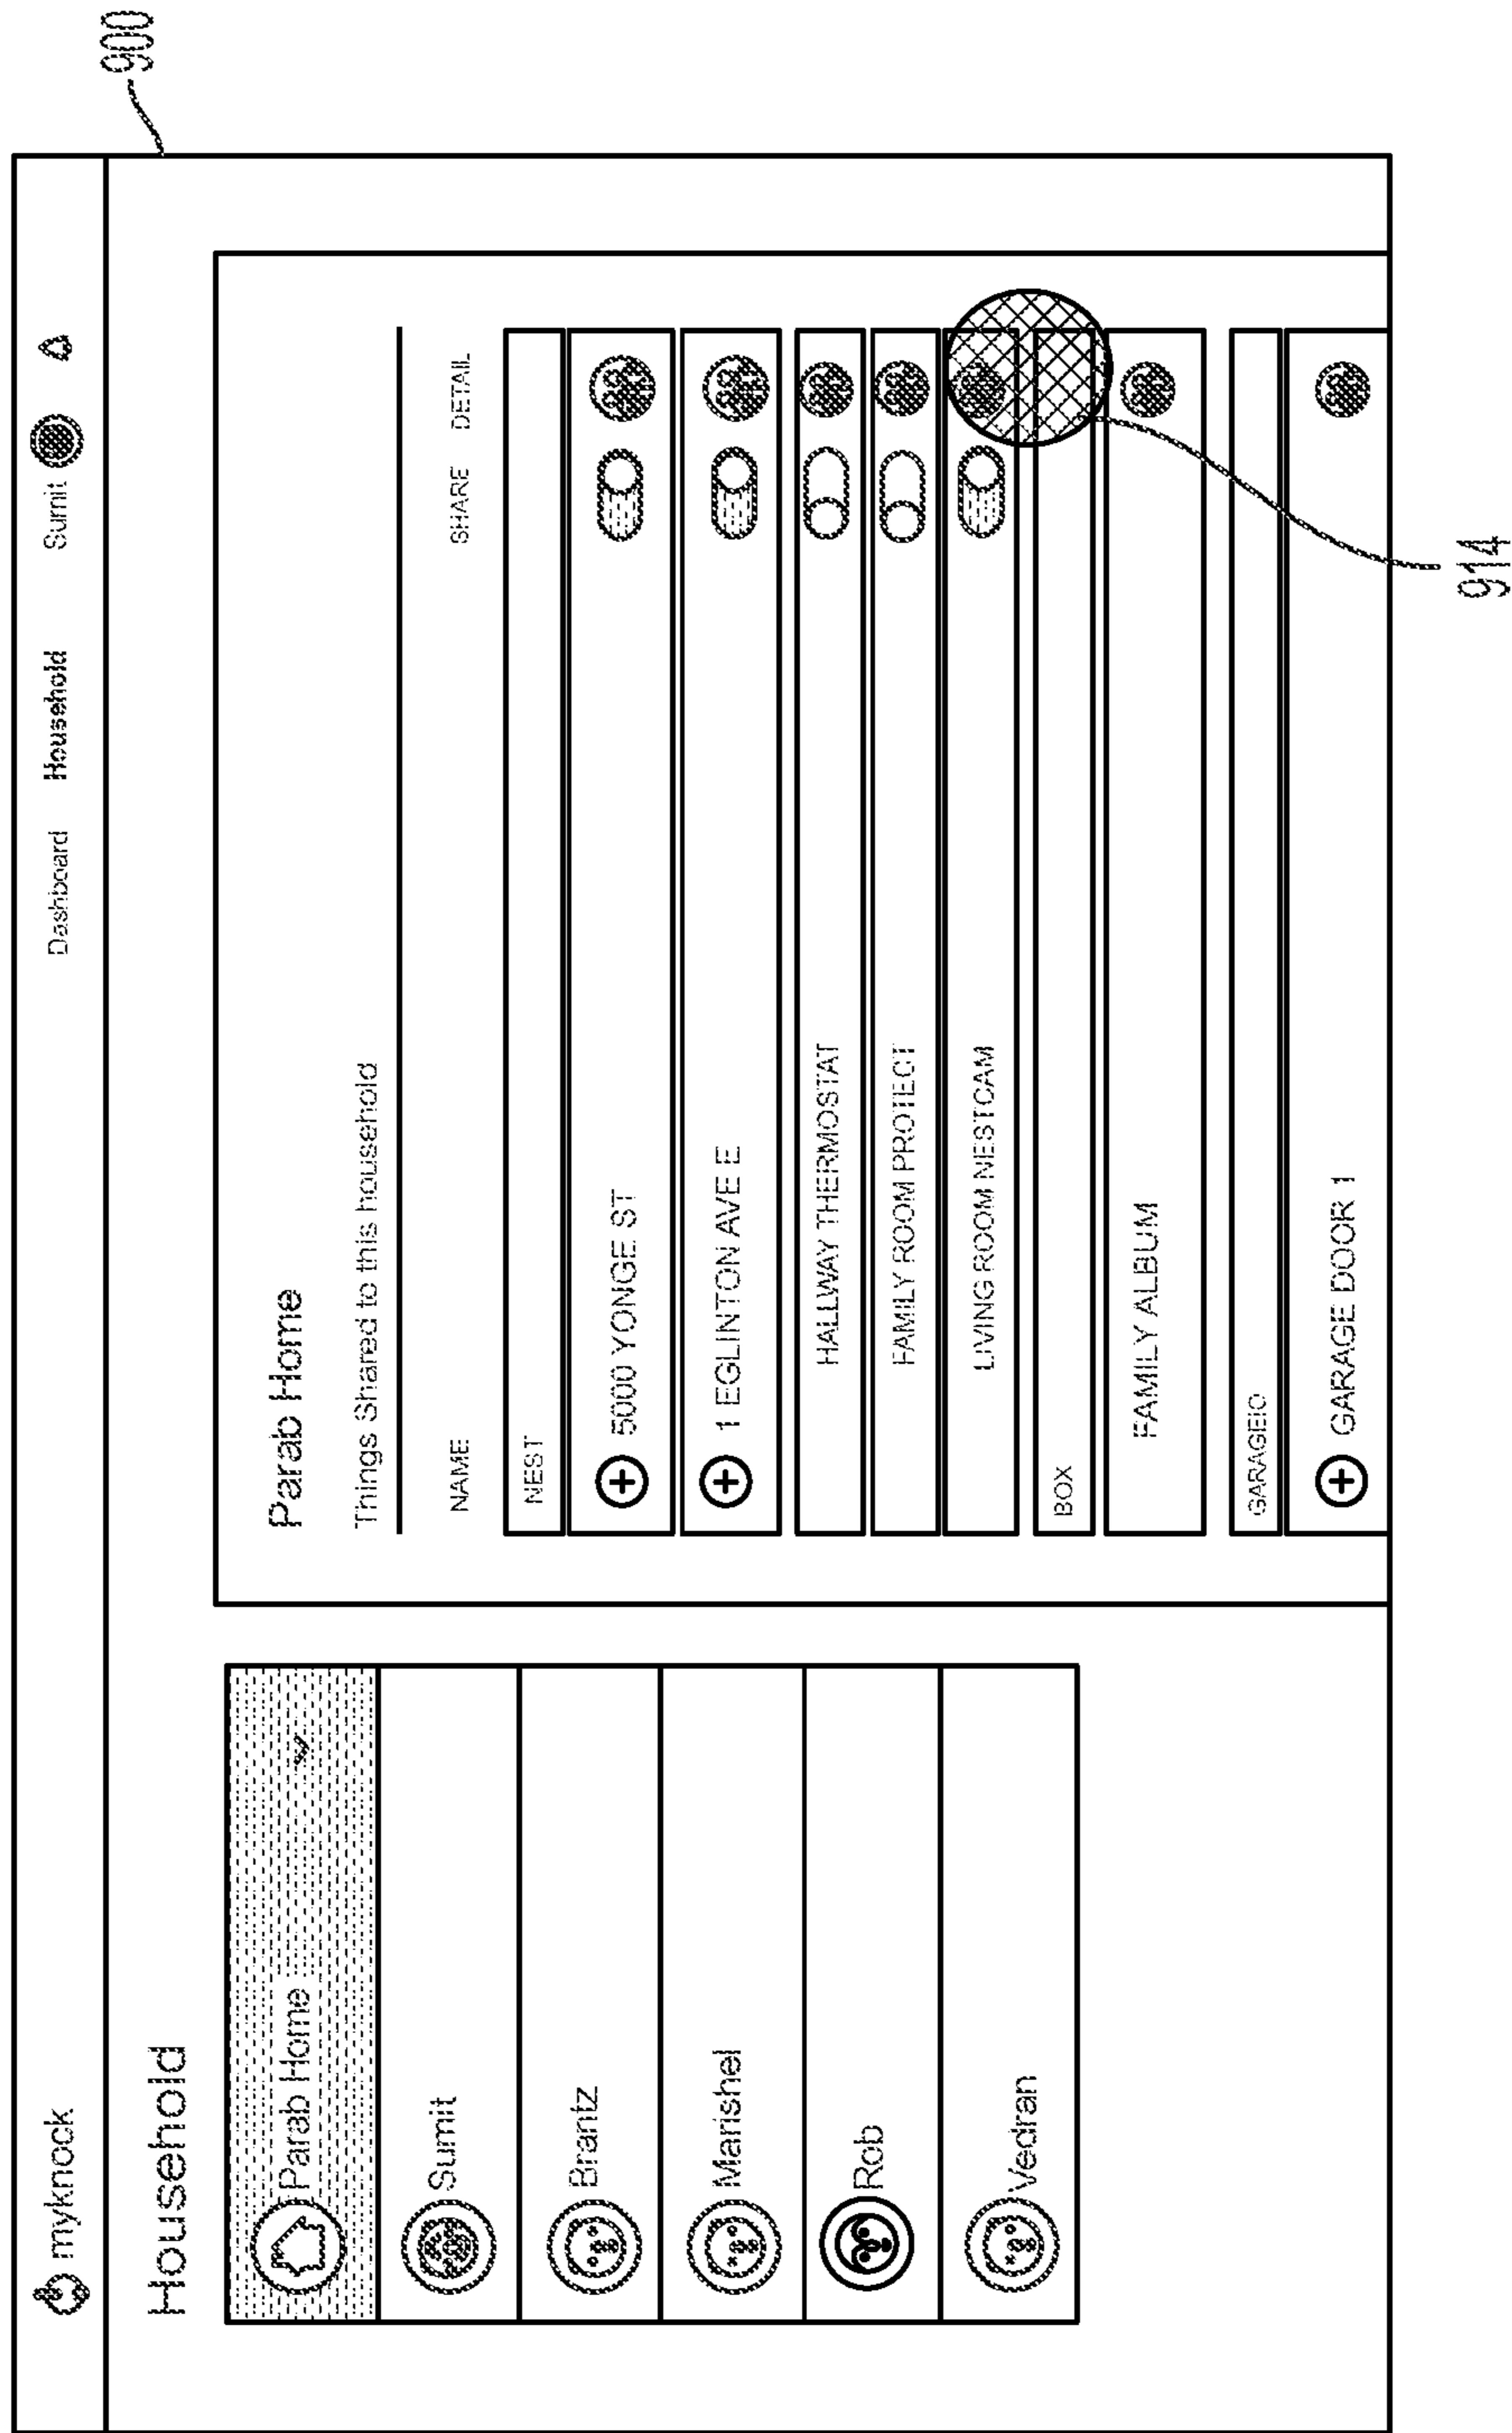 myknock Dashboard Household Sumit
900
Household
Parab Home
Sumit
Brantz
Marishel
Rob
Vedran
Parab Home
Things Shared to this household
NAME SHARE DETAIL
NEST
5000 YONGE ST
1 EGLINTON AVE E
HALLWAY THERMOSTAT
FAMILY ROOM PROTECT
LIVING ROOM NESTCAM
BOX
FAMILY ALBUM
GARAGEIO
GARAGE DOOR 1
914